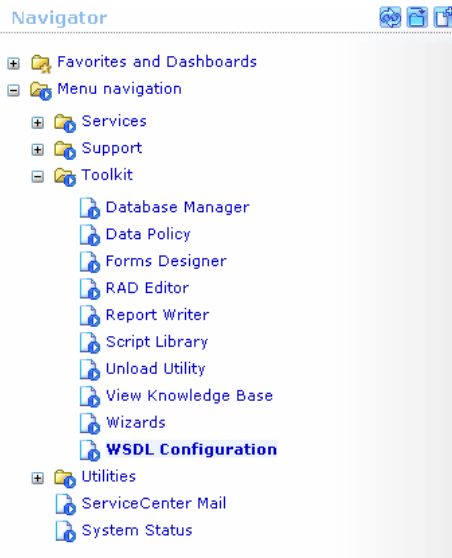 Navigator
Favorites and Dashboards
Menu navigation
Services
Support
Toolkit
Database Manager
Data Policy
Forms Designer
RAD Editor
Report Writer
Script Library
Unload Utility
View Knowledge Base
Wizards
WSDL Configuration
Utilities
ServiceCenter Mail
System Status